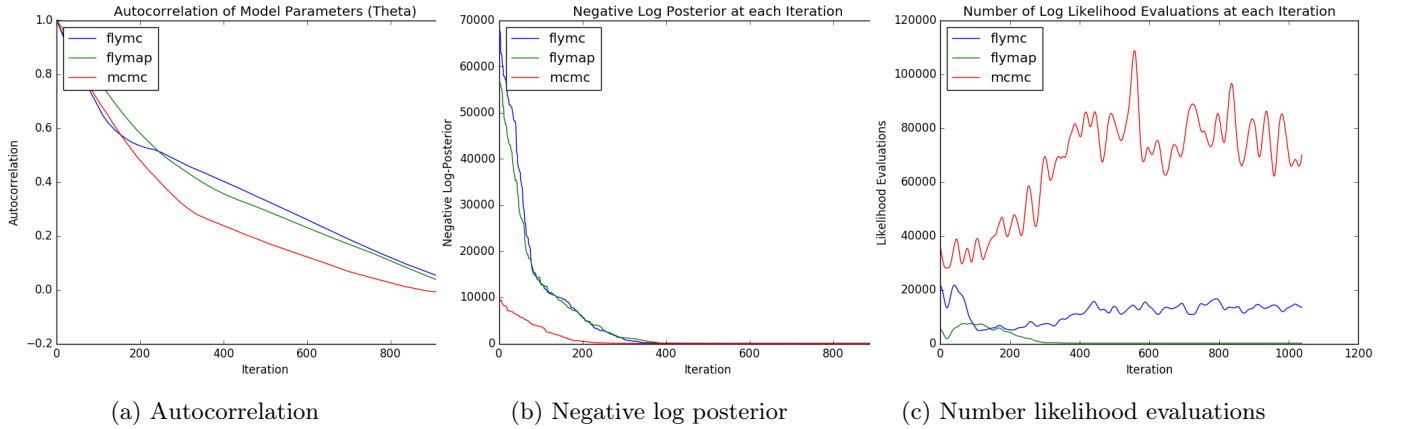 Autocorrelation of Model Parameters (Theta)
1.0
0.8
0.6
0.4
0.2
0.0
−0.2
Autocorrelation
flymc
flymap
mcmc
0
200
400
600
800
Iteration
(a) Autocorrelation
Negative Log Posterior at each Iteration
70000
60000
50000
40000
30000
20000
10000
0
Negative Log-Posterior
flymc
flymap
mcmc
0
200
400
600
800
Iteration
(b) Negative log posterior
Number of Log Likelihood Evaluations at each Iteration
120000
100000
80000
60000
40000
20000
0
Likelihood Evaluations
flymc
flymap
mcmc
0
200
400
600
800
1000
1200
Iteration
(c) Number likelihood evaluations